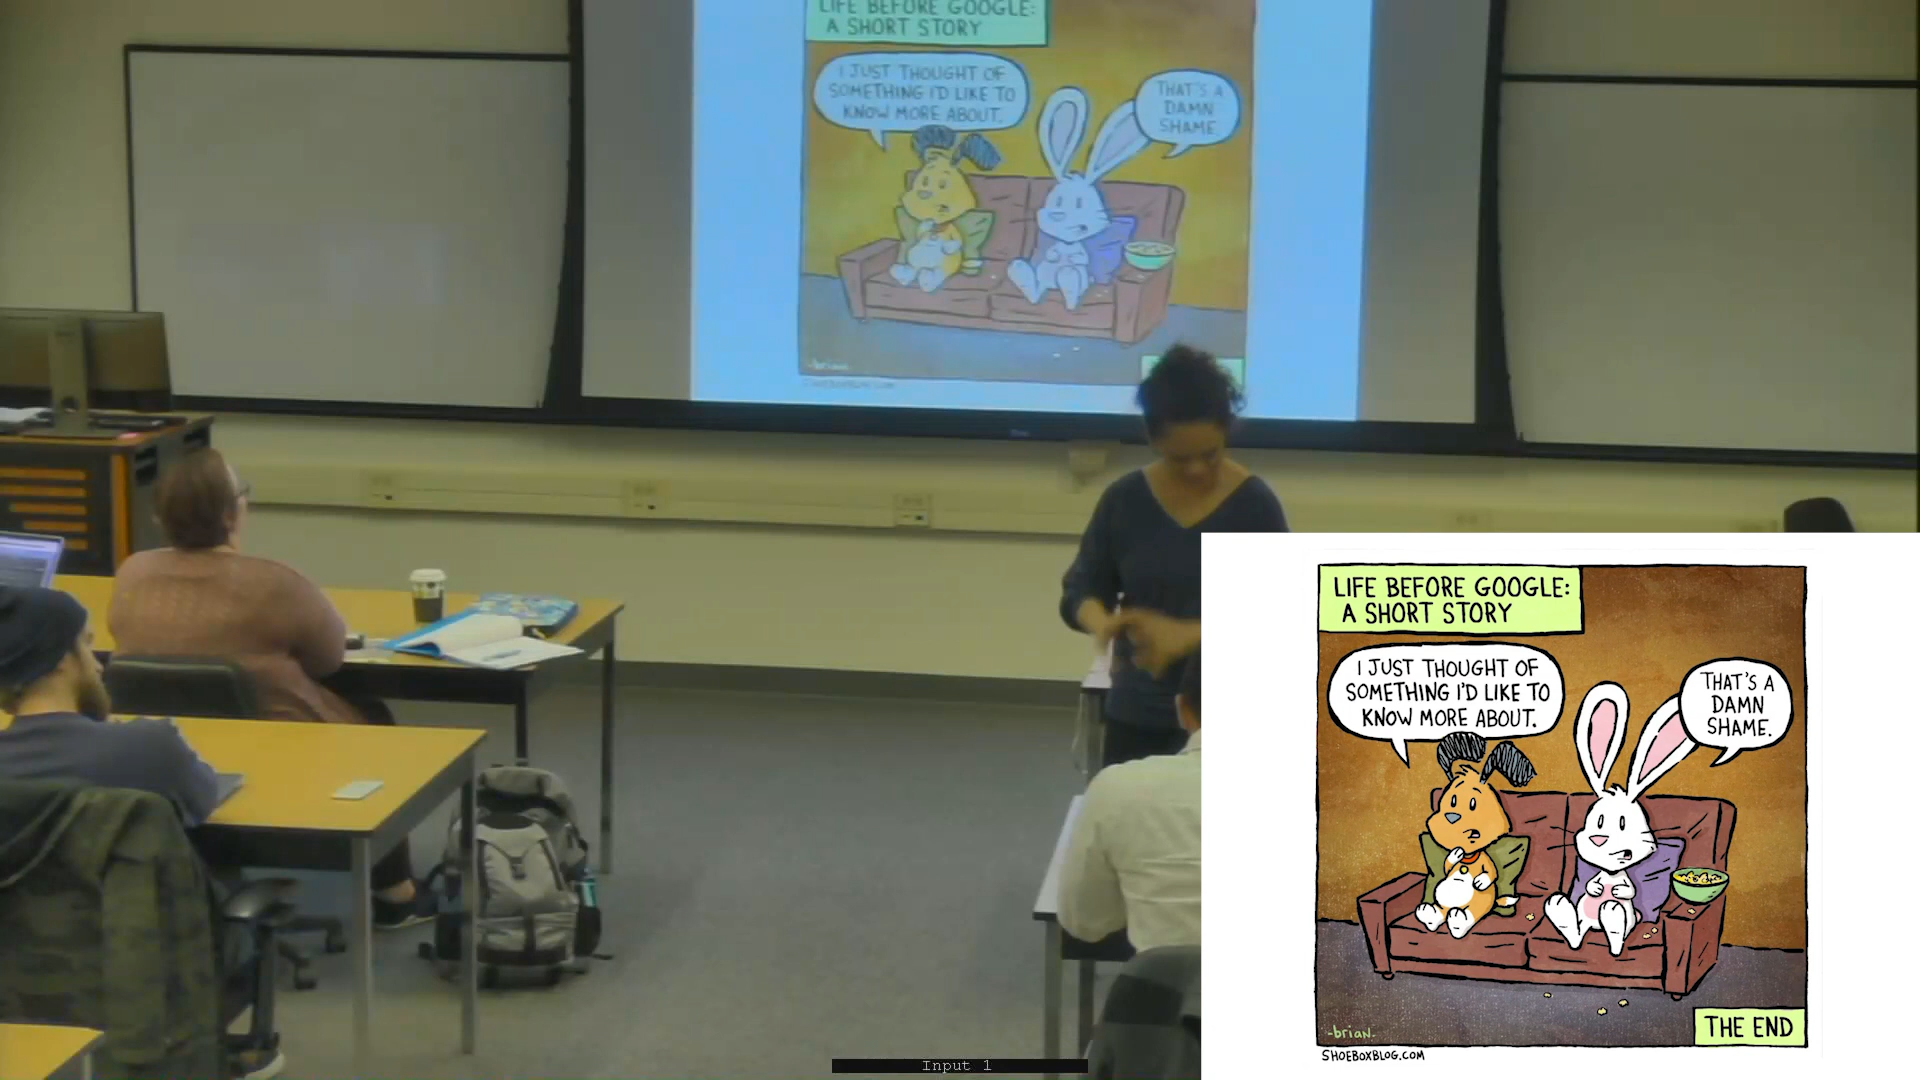 LIFE BEFORE GOOGLE:
A SHORT STORY
I JUST THOUGHT OF
SOMETHING I'D LIKE TO
KNOW MORE ABOUT.
THAT'S A
DAMN
SHAME.
-brian
LIFE BEFORE GOOGLE:
A SHORT STORY
I JUST THOUGHT OF
SOMETHING I'D LIKE TO
KNOW MORE ABOUT.
THAT'S A
DAMN
SHAME.
-brian-
THE END
SHOEBOXBLOG.COM
Input 1